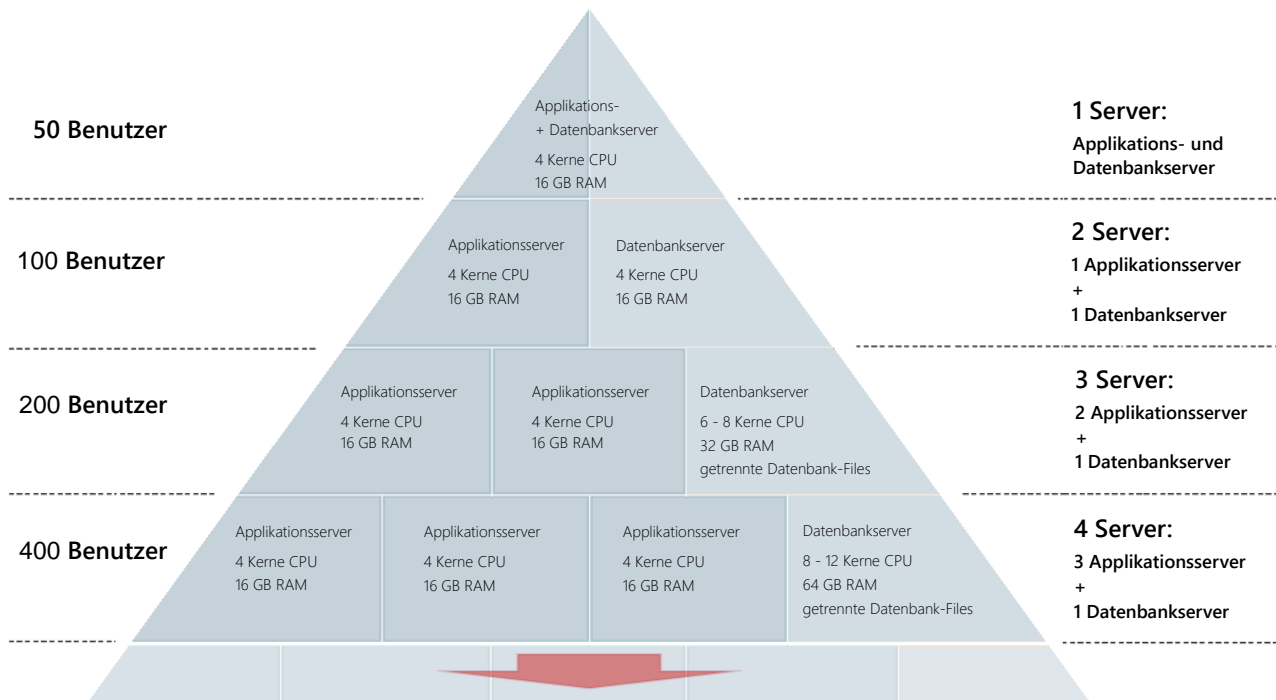 50 Benutzer
Applikations-
+ Datenbankserver
4 Kerne CPU
16 GB RAM
1 Server:
Applikations- und
Datenbankserver
100 Benutzer
Applikationsserver
4 Kerne CPU
16 GB RAM
Datenbankserver
4 Kerne CPU
16 GB RAM
2 Server:
1 Applikationsserver
+
1 Datenbankserver
200 Benutzer
Applikationsserver
4 Kerne CPU
16 GB RAM
Applikationsserver
4 Kerne CPU
16 GB RAM
Datenbankserver
6 - 8 Kerne CPU
32 GB RAM
getrennte Datenbank-Files
3 Server:
2 Applikationsserver
+
1 Datenbankserver
400 Benutzer
Applikationsserver
4 Kerne CPU
16 GB RAM
Applikationsserver
4 Kerne CPU
16 GB RAM
Applikationsserver
4 Kerne CPU
16 GB RAM
Datenbankserver
8 - 12 Kerne CPU
64 GB RAM
getrennte Datenbank-Files
4 Server:
3 Applikationsserver
+
1 Datenbankserver